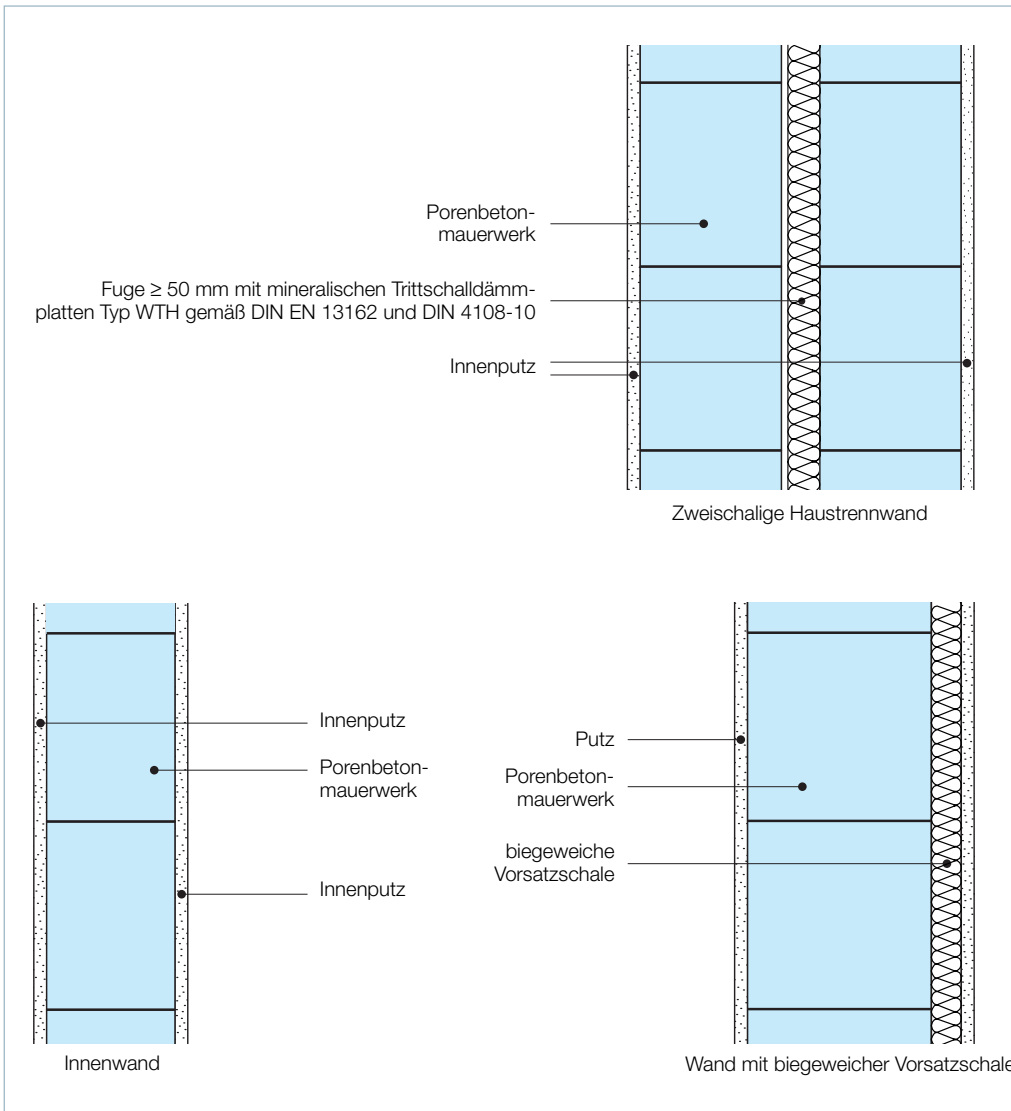 Porenbeton-
mauerwerk
Fuge ≥ 50 mm mit mineralischen Trittschalldämm-
platten Typ WTH gemäß DIN EN 13162 und DIN 4108-10
Innenputz
Zweischalige Haustrennwand
Innenputz
Porenbeton-
mauerwerk
Innenputz
Innenwand
Putz
Porenbeton-
mauerwerk
biegeweiche
Vorsatzschale
Wand mit biegeweicher Vorsatzschale